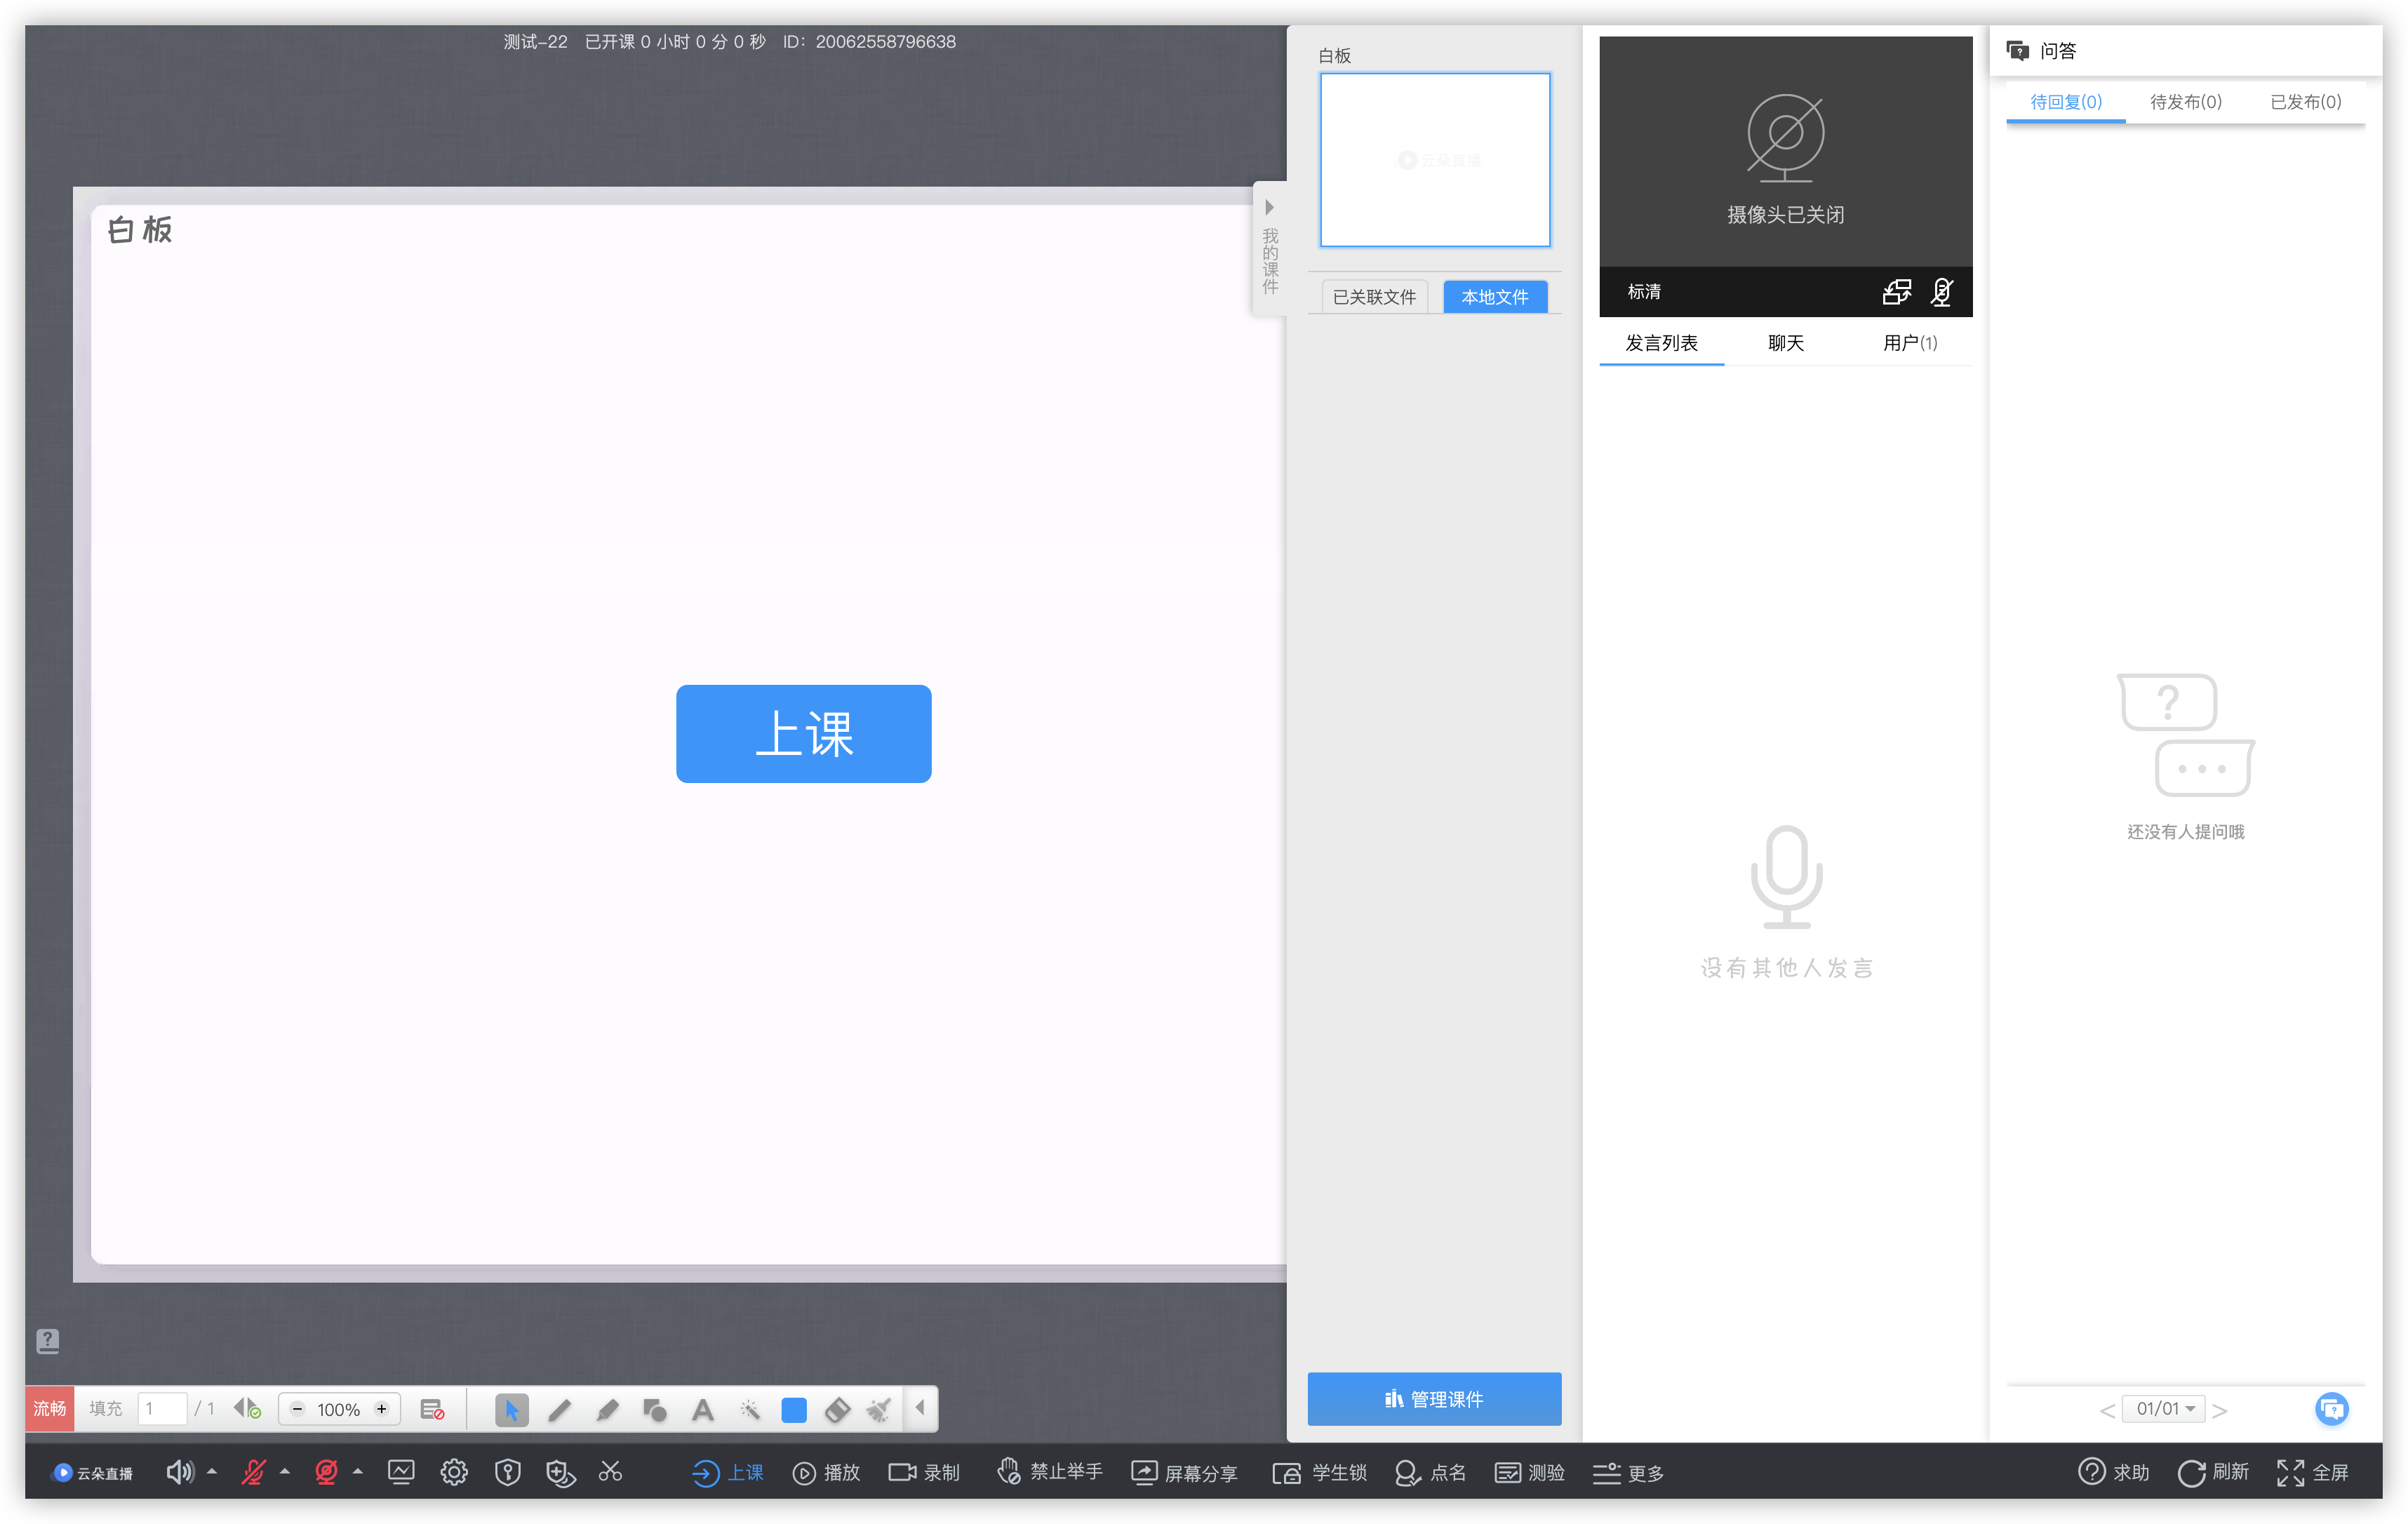 测试-22 已开课 0 小时 0 分 0 秒 ID: 20062558796638
白板
上课
我的课件
白板
云朵直播
已关联文件 本地文件
管理课件
摄像头已关闭
标清
发言列表 聊天 用户(1)
没有其他人发言
问答
待回复(0) 待发布(0) 已发布(0)
还没有人提问哦
< 01/01 >
流畅 填充 1 / 1 − 100% + A
云朵直播 上课 播放 录制 禁止举手 屏幕分享 学生锁 点名 测验 更多 求助 刷新 全屏